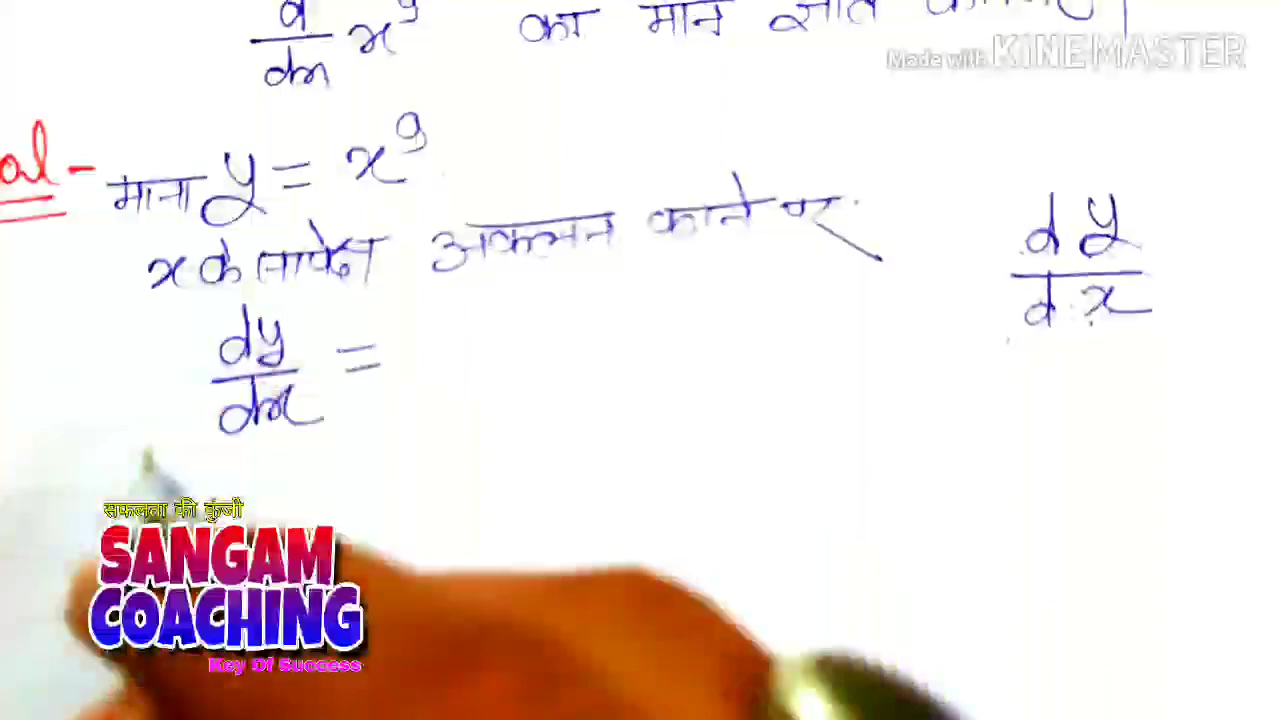 d/dx x⁹ का मान ज्ञात कीजिए।
Made with KINEMASTER
al -
माना y = x⁹
x के सापेक्ष अवकलन करने पर
dy/dx =
dy/dx
सफलता की कुंजी
SANGAM
COACHING
Key Of Success